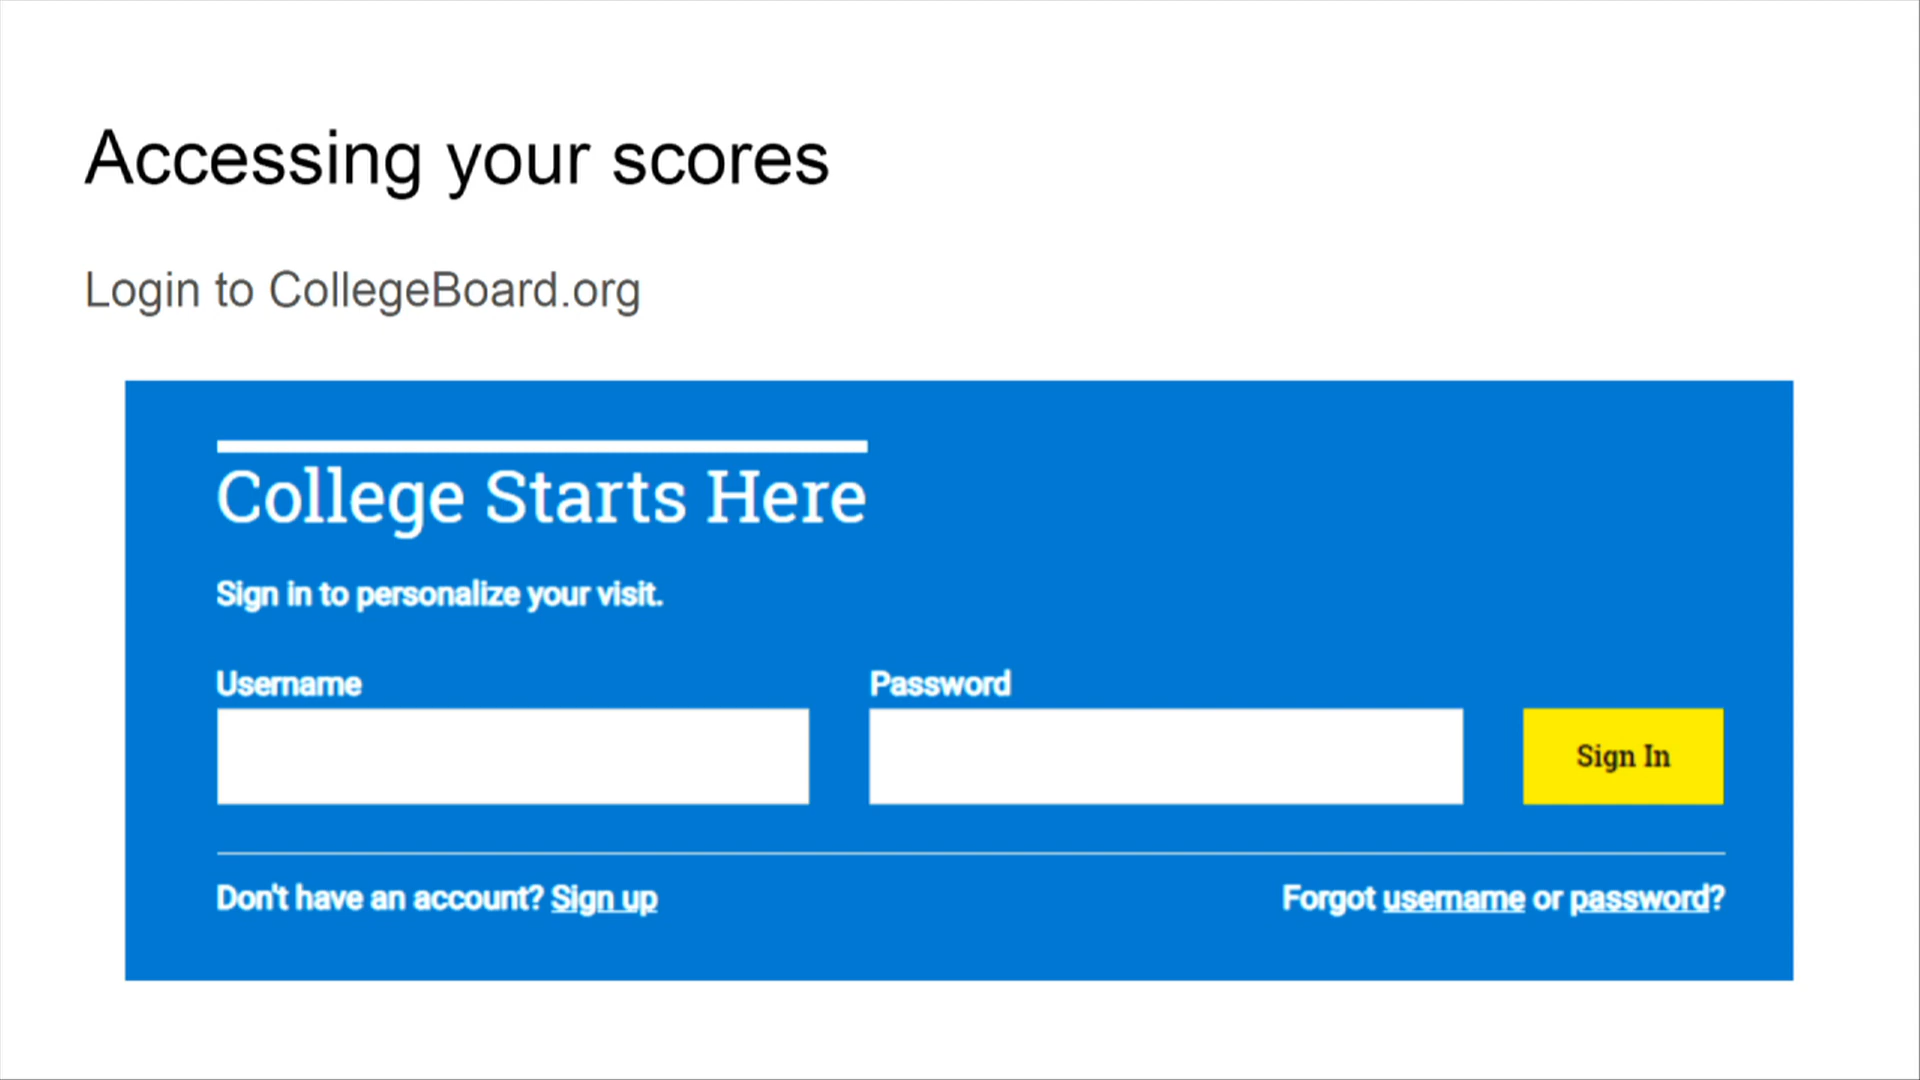 Accessing your scores
Login to CollegeBoard.org
College Starts Here
Sign in to personalize your visit.
Username
Password
Sign In
Don't have an account? Sign up
Forgot username or password?